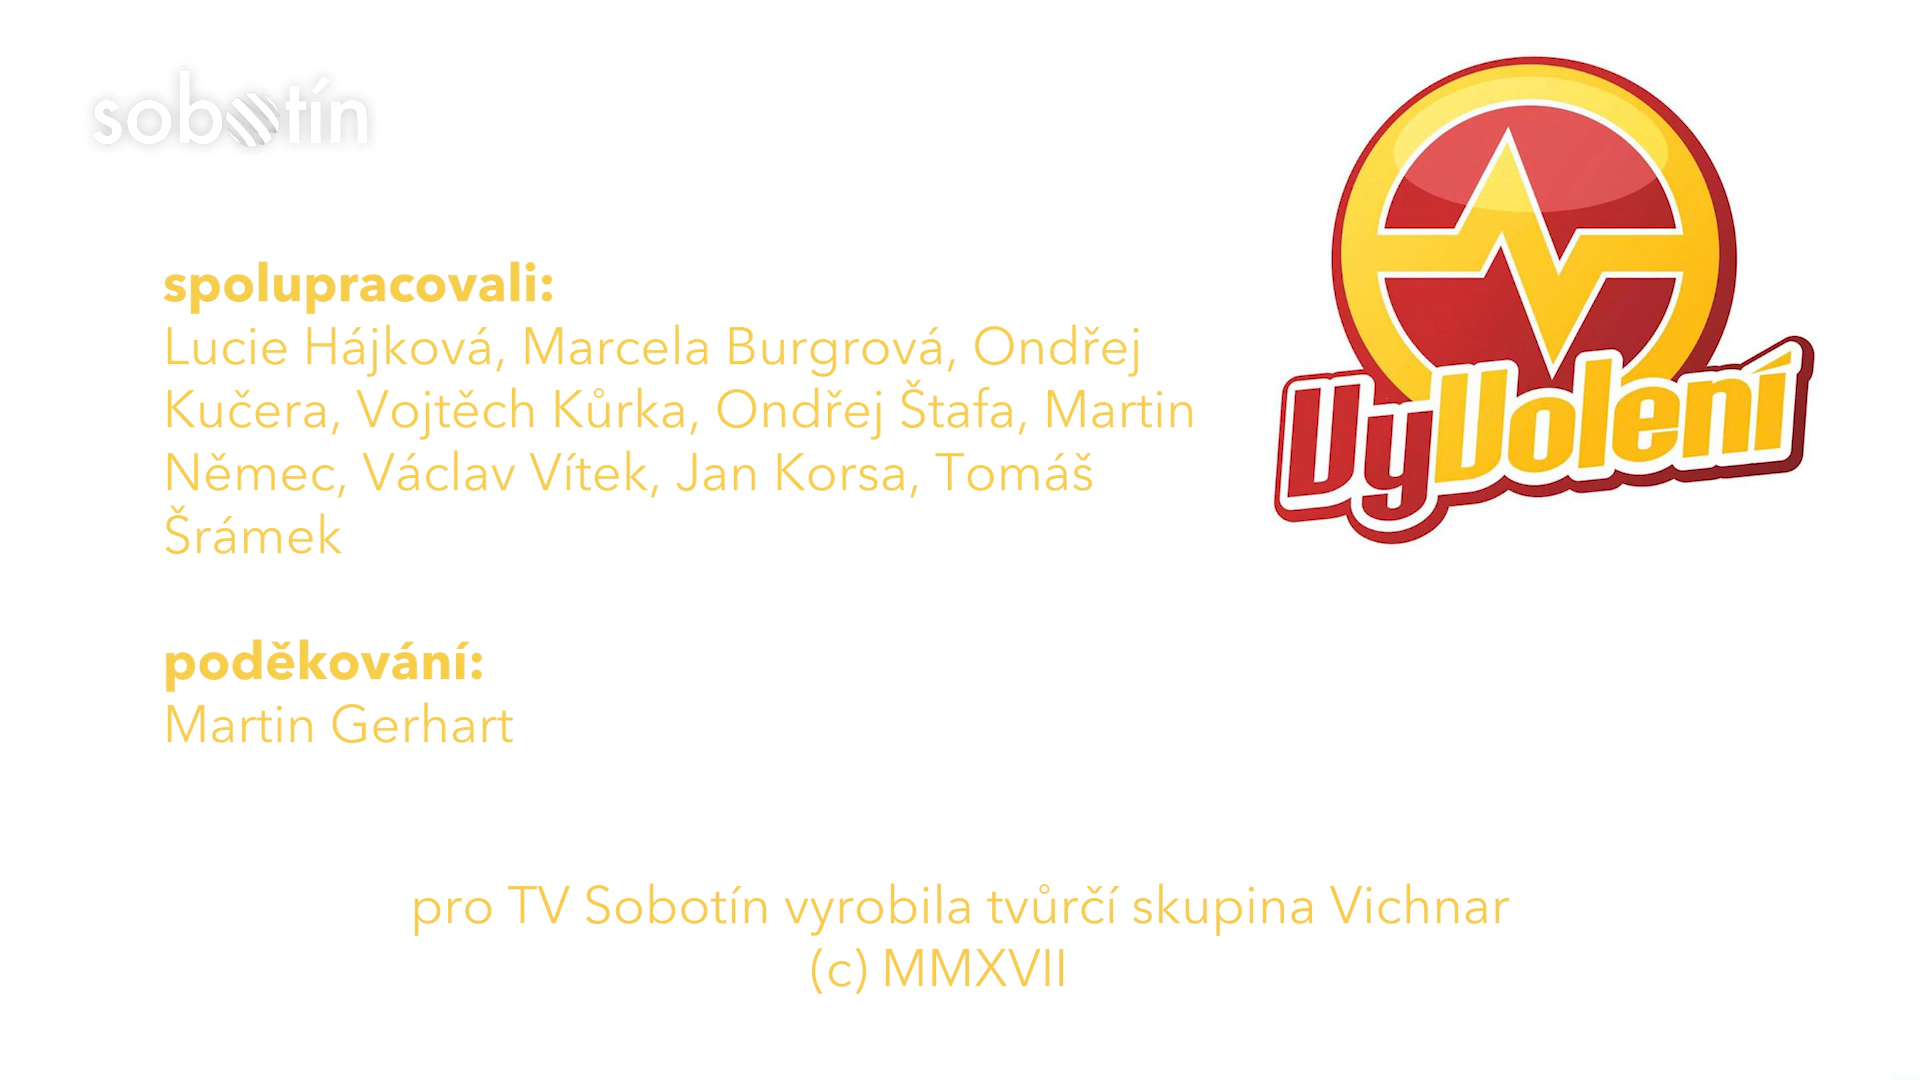 sobotín
VyVolení
spolupracovali:
Lucie Hájková, Marcela Burgrová, Ondřej
Kučera, Vojtěch Kůrka, Ondřej Štafa, Martin
Němec, Václav Vítek, Jan Korsa, Tomáš
Šrámek
poděkování:
Martin Gerhart
pro TV Sobotín vyrobila tvůrčí skupina Vichnar
(c) MMXVII